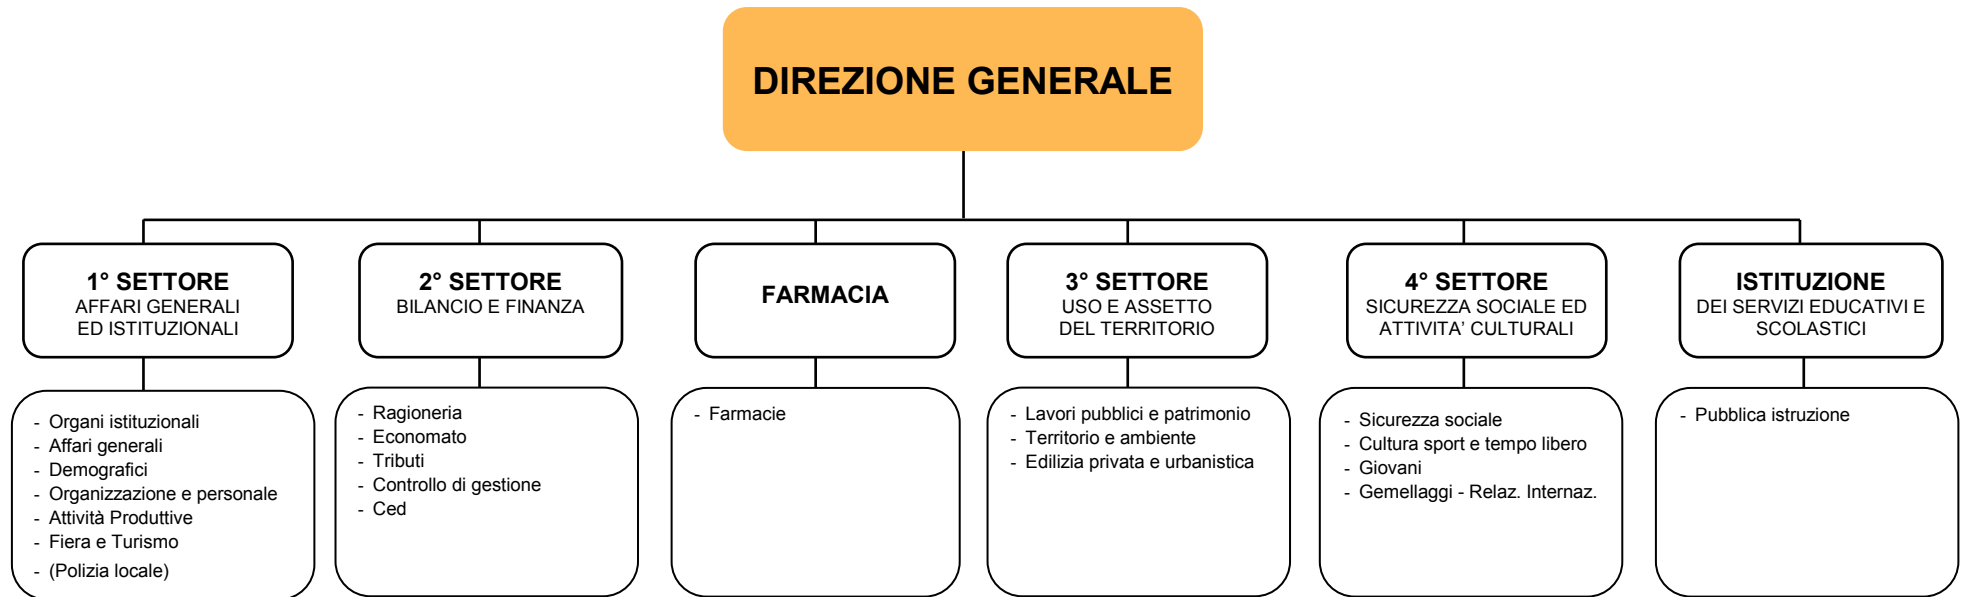 DIREZIONE GENERALE
1° SETTORE
AFFARI GENERALI
ED ISTITUZIONALI
2° SETTORE
BILANCIO E FINANZA
FARMACIA
3° SETTORE
USO E ASSETTO
DEL TERRITORIO
4° SETTORE
SICUREZZA SOCIALE ED
ATTIVITA’ CULTURALI
ISTITUZIONE
DEI SERVIZI EDUCATIVI E
SCOLASTICI
- Organi istituzionali
- Affari generali
- Demografici
- Organizzazione e personale
- Attività Produttive
- Fiera e Turismo
- (Polizia locale)
- Ragioneria
- Economato
- Tributi
- Controllo di gestione
- Ced
- Farmacie
- Lavori pubblici e patrimonio
- Territorio e ambiente
- Edilizia privata e urbanistica
- Sicurezza sociale
- Cultura sport e tempo libero
- Giovani
- Gemellaggi - Relaz. Internaz.
- Pubblica istruzione